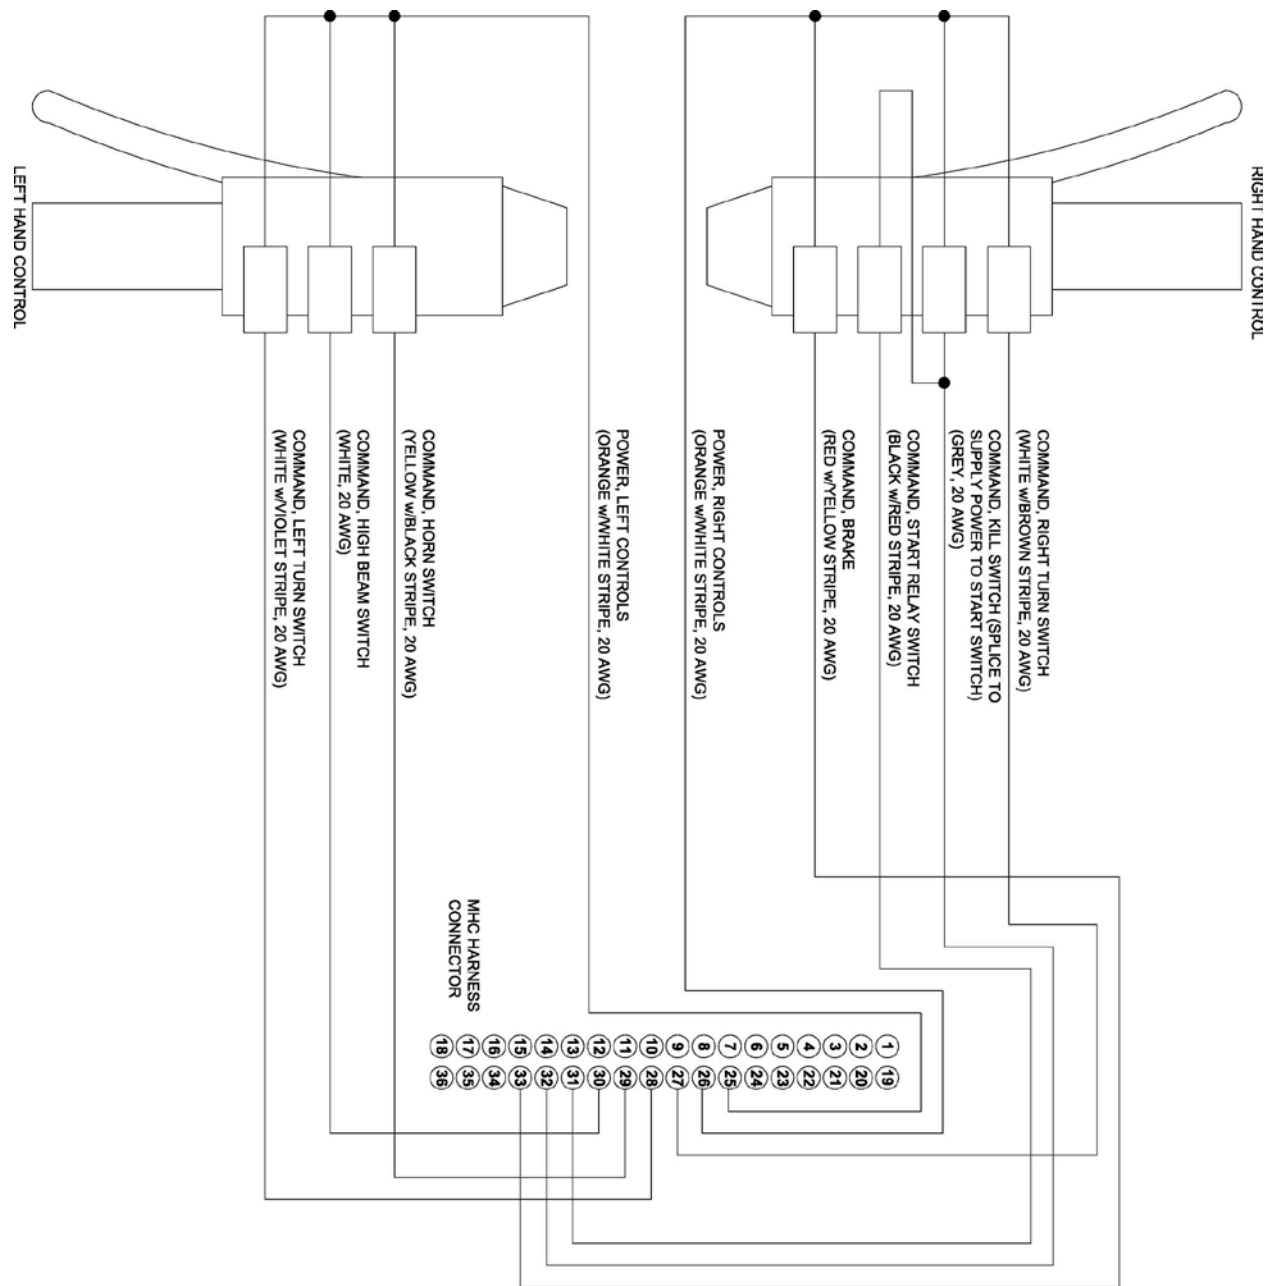 LEFT HAND CONTROL
RIGHT HAND CONTROL
COMMAND, RIGHT TURN SWITCH
(WHITE w/BROWN STRIPE, 20 AWG)
COMMAND, KILL SWITCH (SPLICE TO
SUPPLY POWER TO START SWITCH)
(GREY, 20 AWG)
COMMAND, START RELAY SWITCH
(BLACK w/RED STRIPE, 20 AWG)
COMMAND, BRAKE
(RED w/YELLOW STRIPE, 20 AWG)
POWER, RIGHT CONTROLS
(ORANGE w/WHITE STRIPE, 20 AWG)
POWER, LEFT CONTROLS
(ORANGE w/WHITE STRIPE, 20 AWG)
COMMAND, HORN SWITCH
(YELLOW w/BLACK STRIPE, 20 AWG)
COMMAND, HIGH BEAM SWITCH
(WHITE, 20 AWG)
COMMAND, LEFT TURN SWITCH
(WHITE w/VIOLET STRIPE, 20 AWG)
MHC HARNESS
CONNECTOR
1 2 3 4 5 6 7 8 9 10 11 12 13 14 15 16 17 18
19 20 21 22 23 24 25 26 27 28 29 30 31 32 33 34 35 36